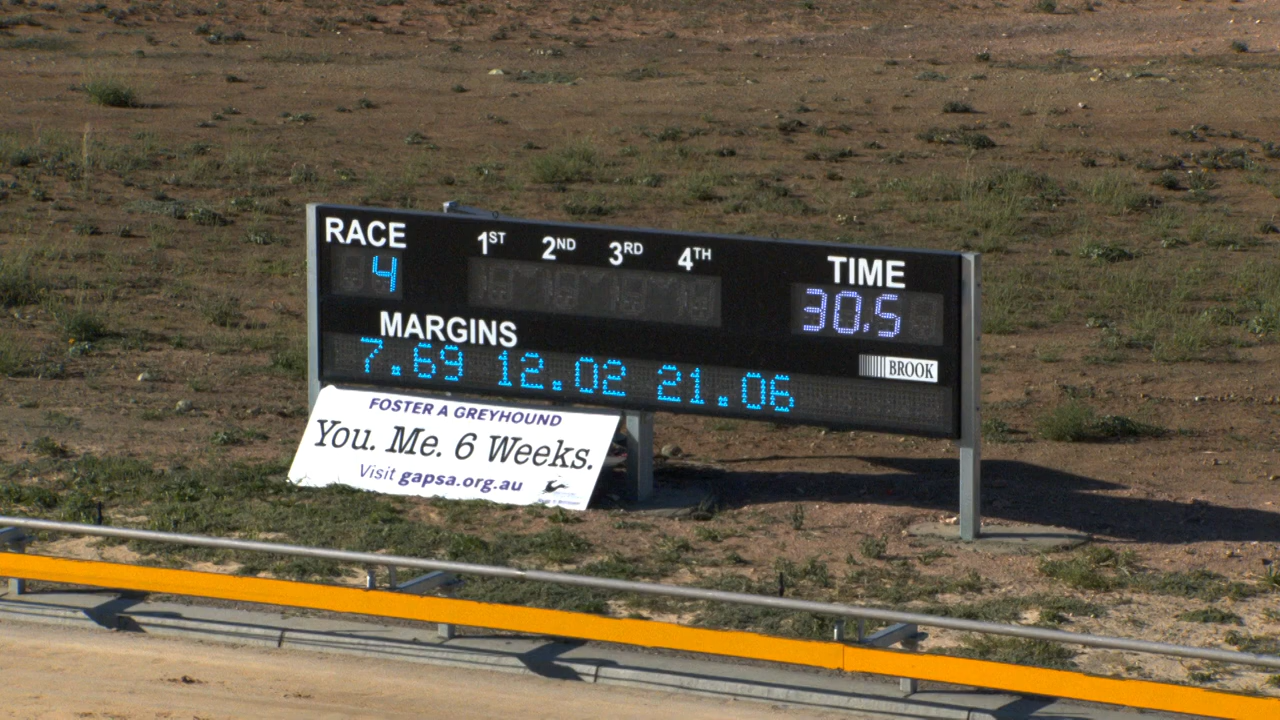 RACE 1ST 2ND 3RD 4TH TIME
4 30.5
MARGINS
BROOK
7.69 12.02 21.06
FOSTER A GREYHOUND
You. Me. 6 Weeks.
Visit gapsa.org.au